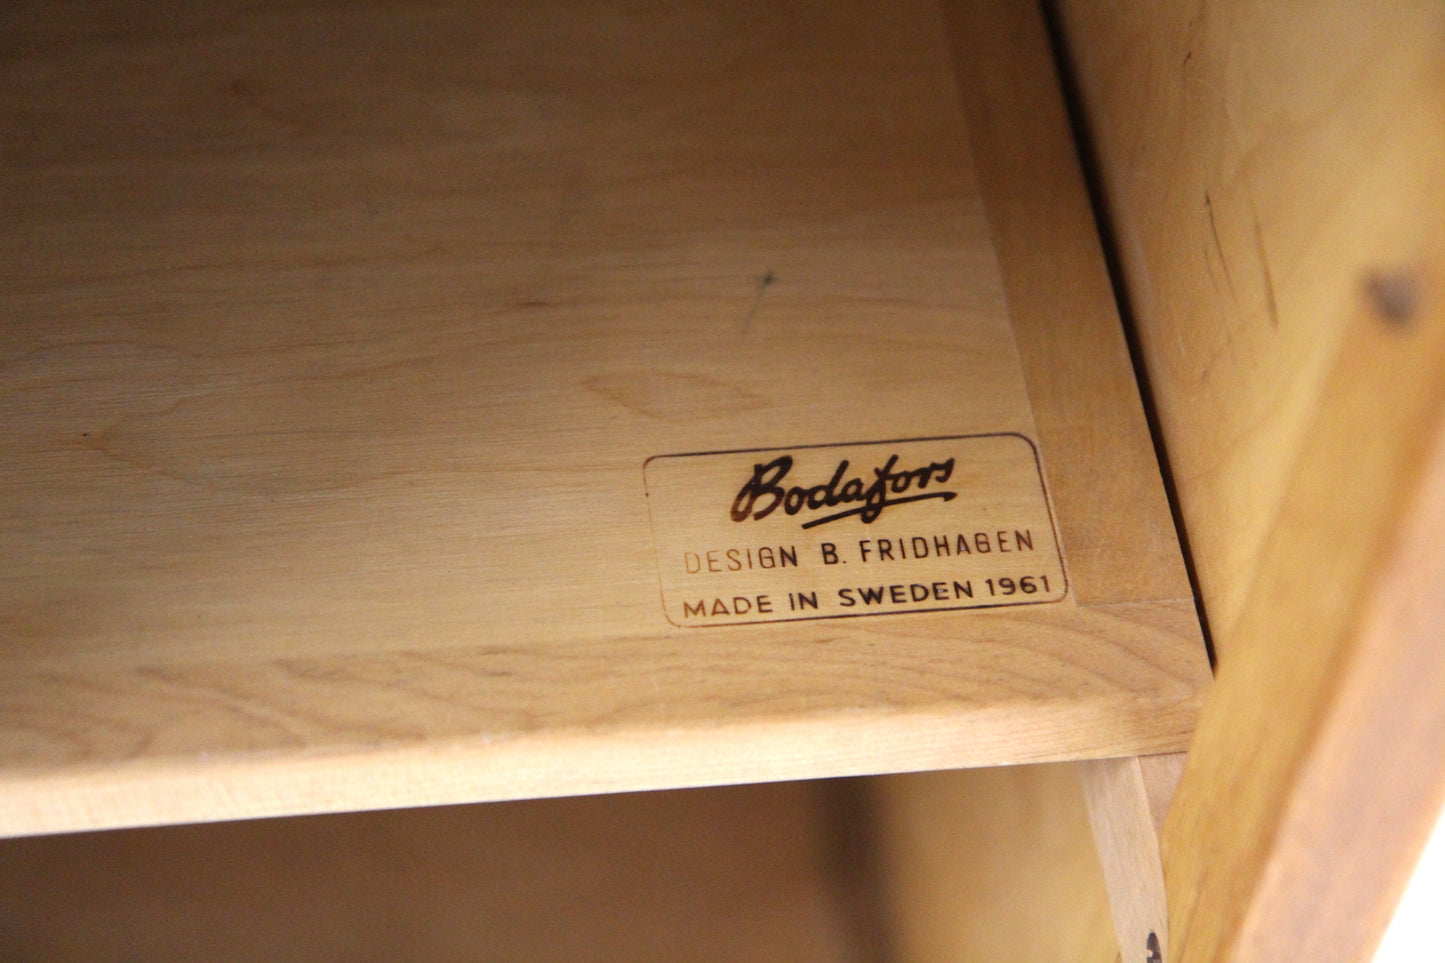 Bodafors
DESIGN B. FRIDHAGEN
MADE IN SWEDEN 1961